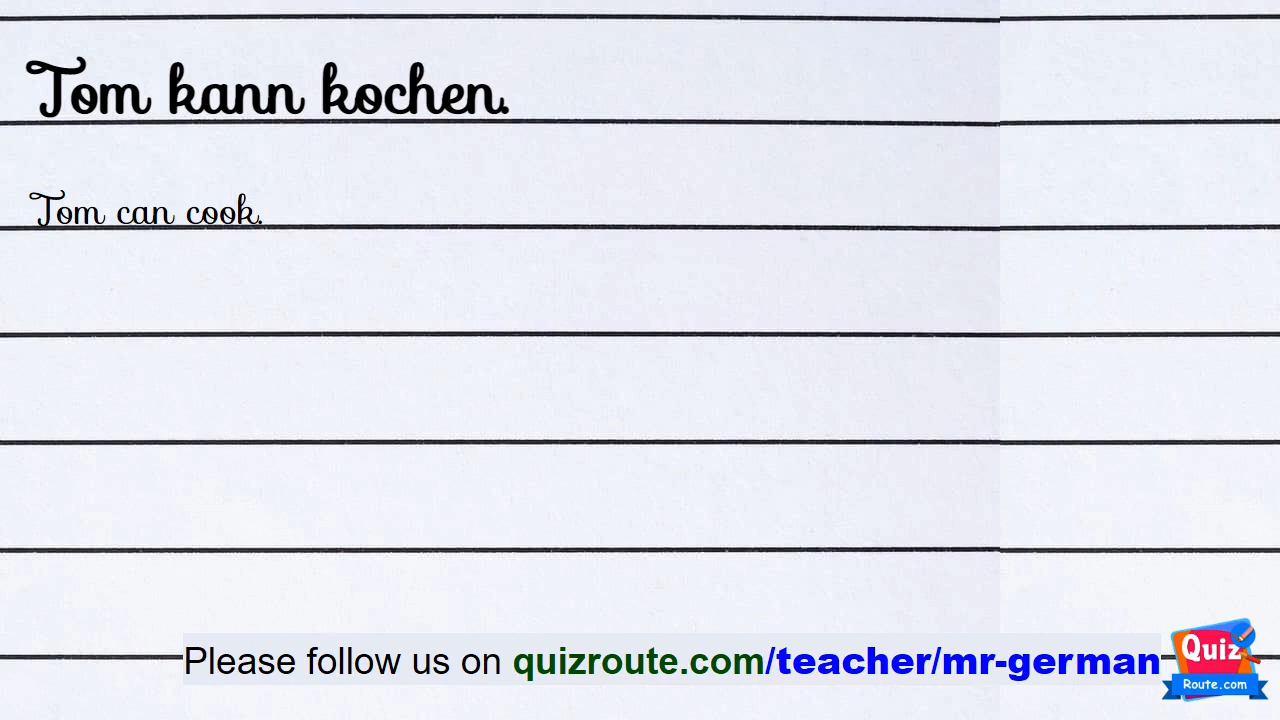 Tom kann kochen.
Tom can cook.
Please follow us on quizroute.com/teacher/mr-german
Quiz
Route.com